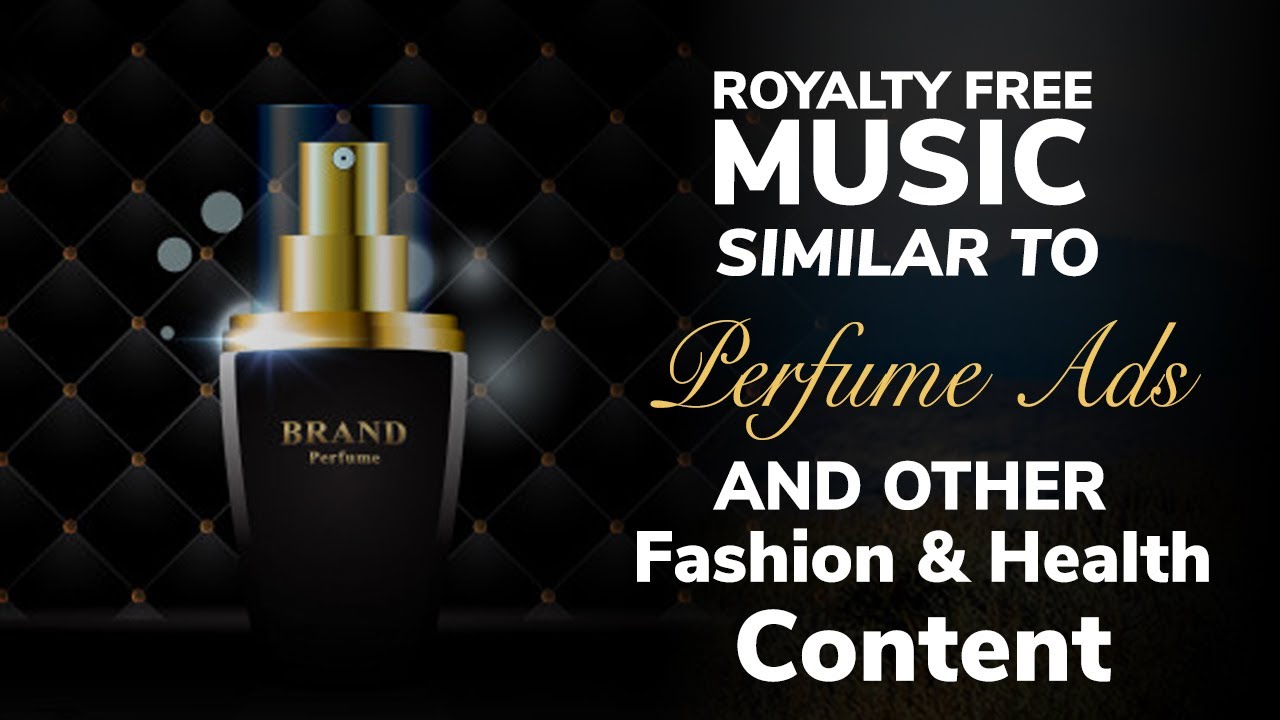 ROYALTY FREE
MUSIC
SIMILAR TO
Perfume Ads
AND OTHER
Fashion & Health
Content
BRAND
Perfume